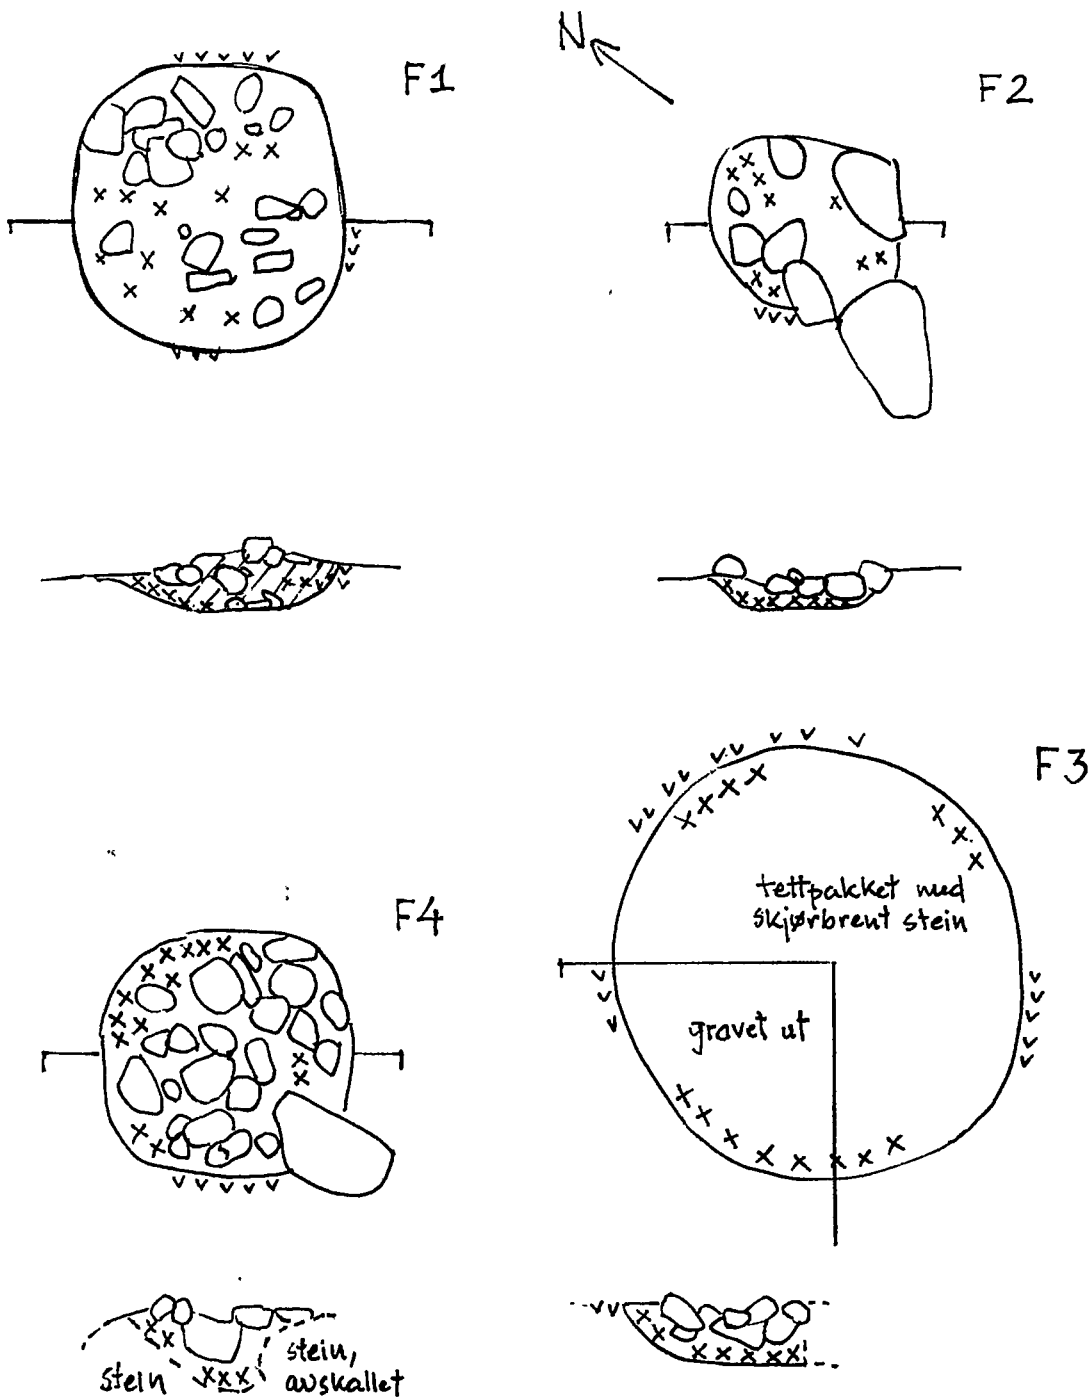 F1
N
F2
F3
tettpakket med
skjørbrent stein
gravet ut
F4
stein
stein,
avskallet